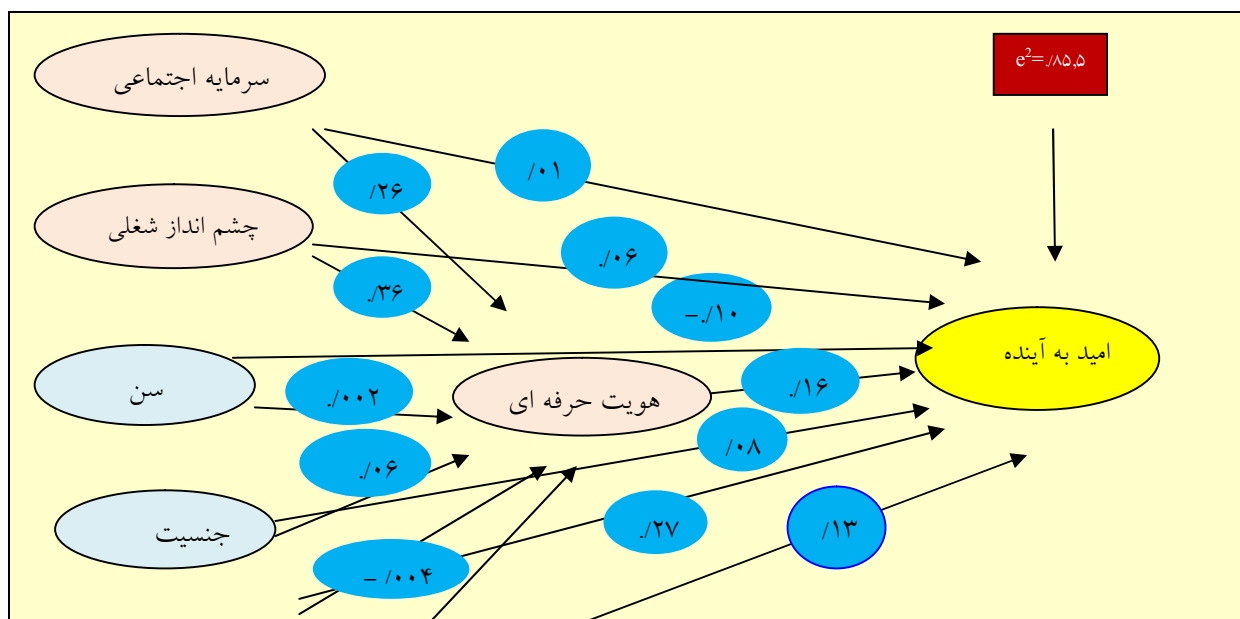 سرمایه اجتماعی
e²=./۸۵,۵
/۰۱
/۲۶
چشم انداز شغلی
./۰۶
./۳۶
–./۱۰
امید به آینده
سن
./۰۰۲
هویت حرفه ای
./۱۶
/۰۸
./۰۶
جنسیت
./۲۷
/۱۳
– /۰۰۴